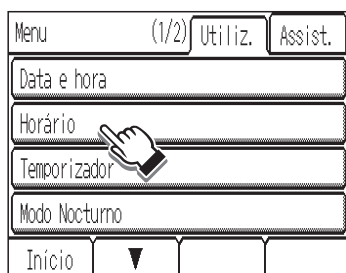 Menu (1/2) Utiliz. Assist.
Data e hora
Horário
Temporizador
Modo Nocturno
Início ▼